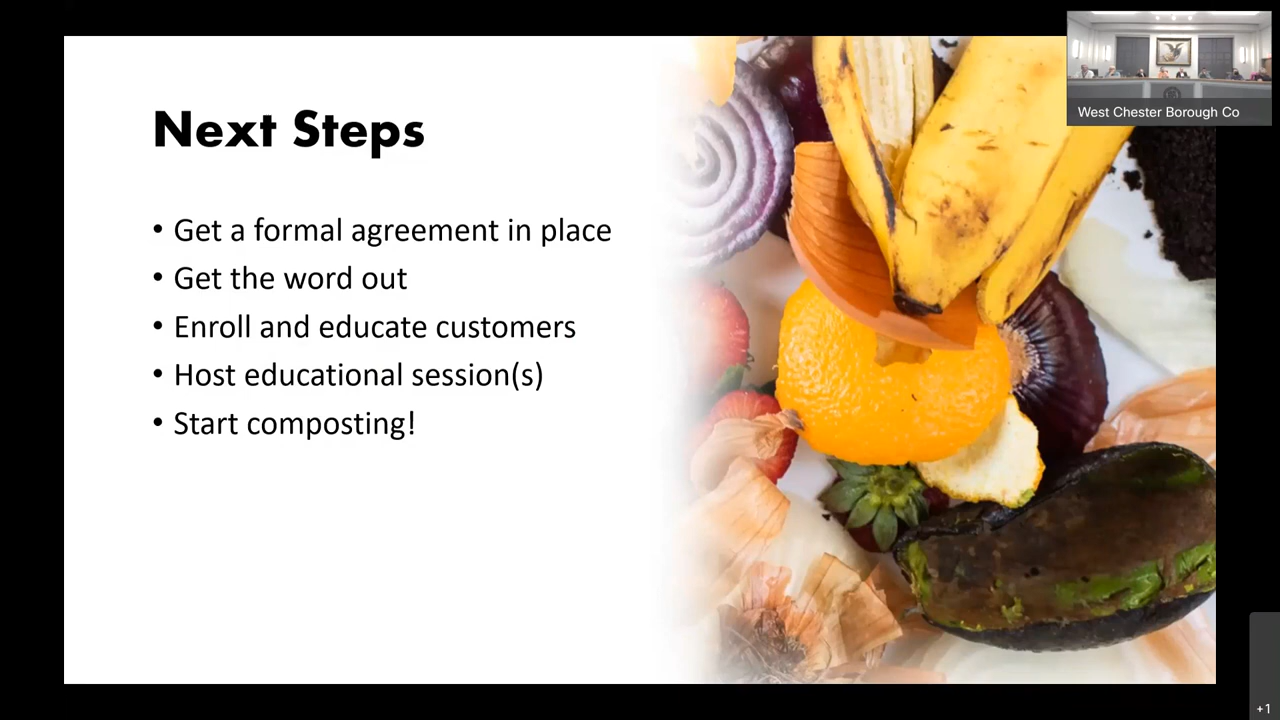 West Chester Borough Co
Next Steps
• Get a formal agreement in place
• Get the word out
• Enroll and educate customers
• Host educational session(s)
• Start composting!
+1